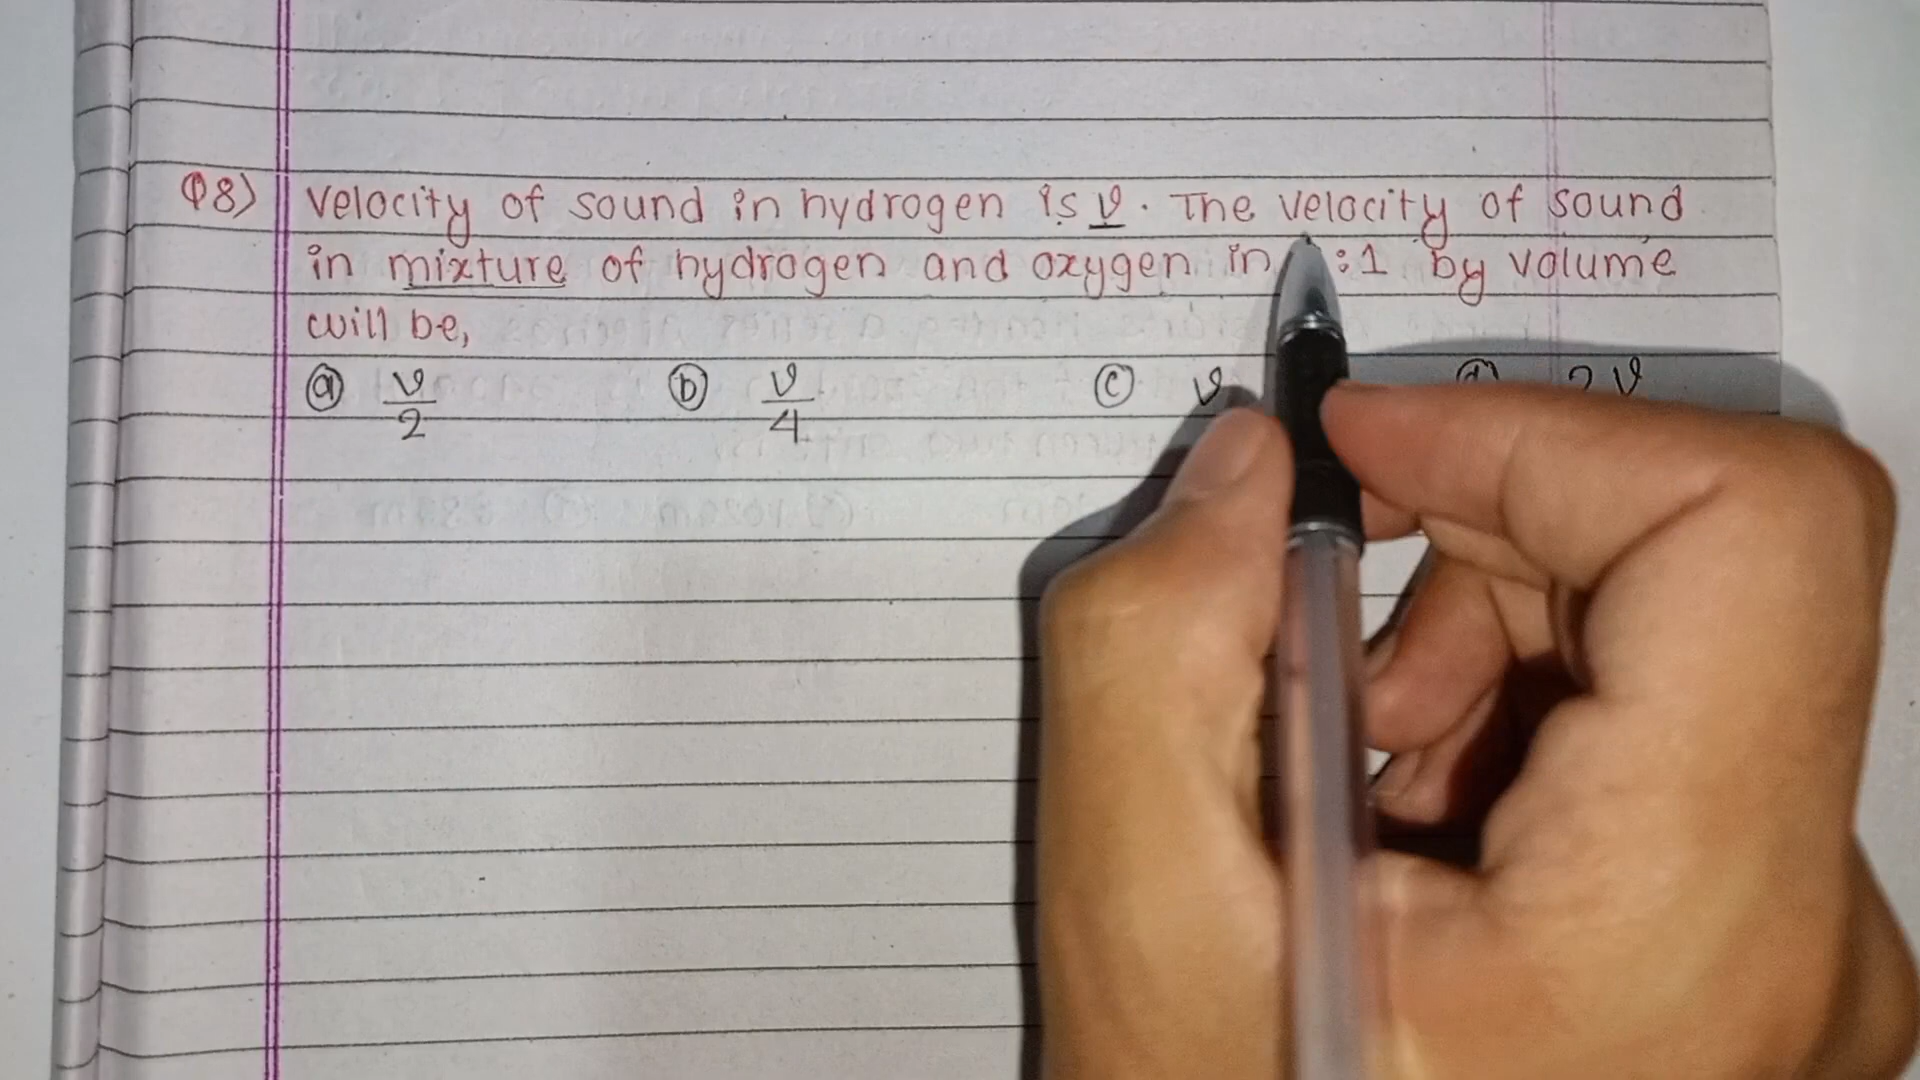 Q8) Velocity of sound in hydrogen is v. The velocity of sound
in mixture of hydrogen and oxygen in :1 by volume
will be,
(a) v/2 (b) v/4 (c) v (d) 2v